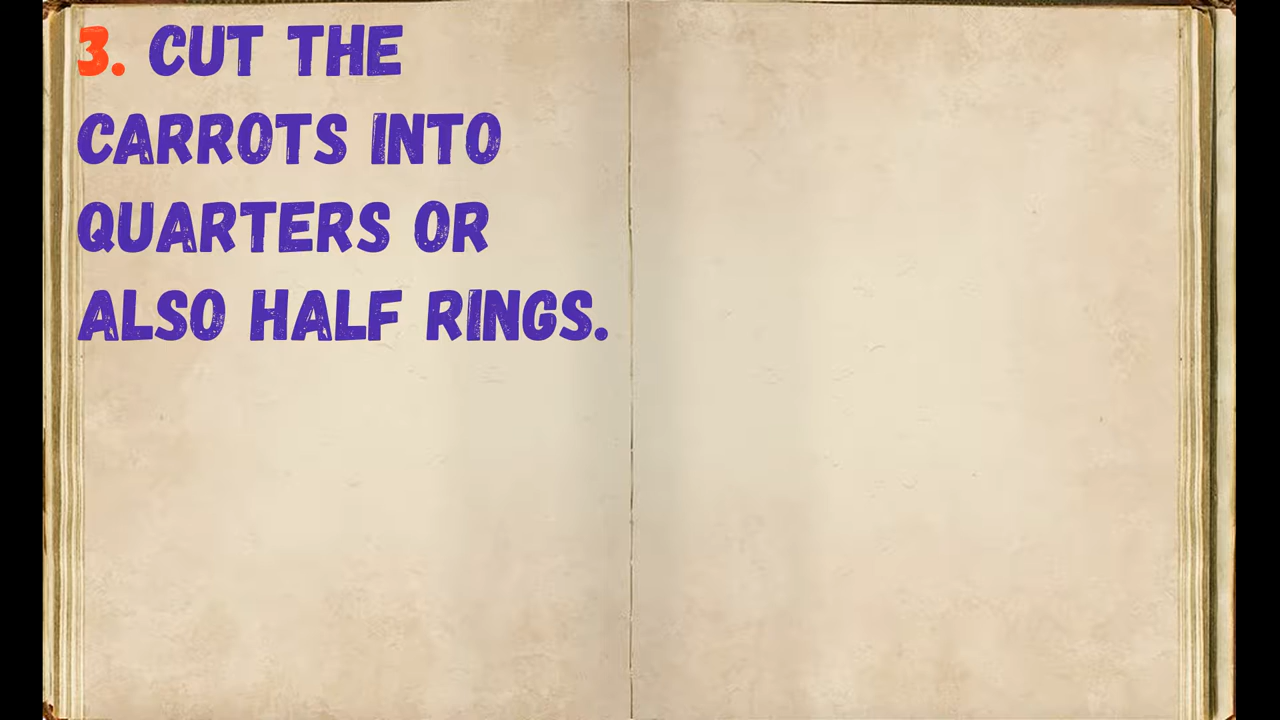 3. CUT THE
CARROTS INTO
QUARTERS OR
ALSO HALF RINGS.